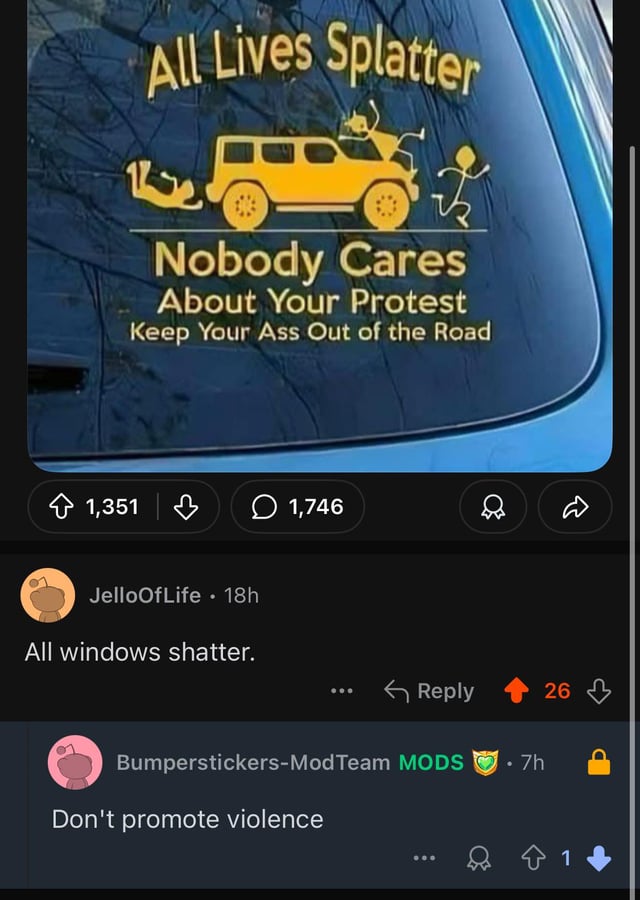 All Lives Splatter
Nobody Cares
About Your Protest
Keep Your Ass Out of the Road
1,351
1,746
JelloOfLife • 18h
All windows shatter.
Reply
26
Bumperstickers-ModTeam MODS • 7h
Don't promote violence
1